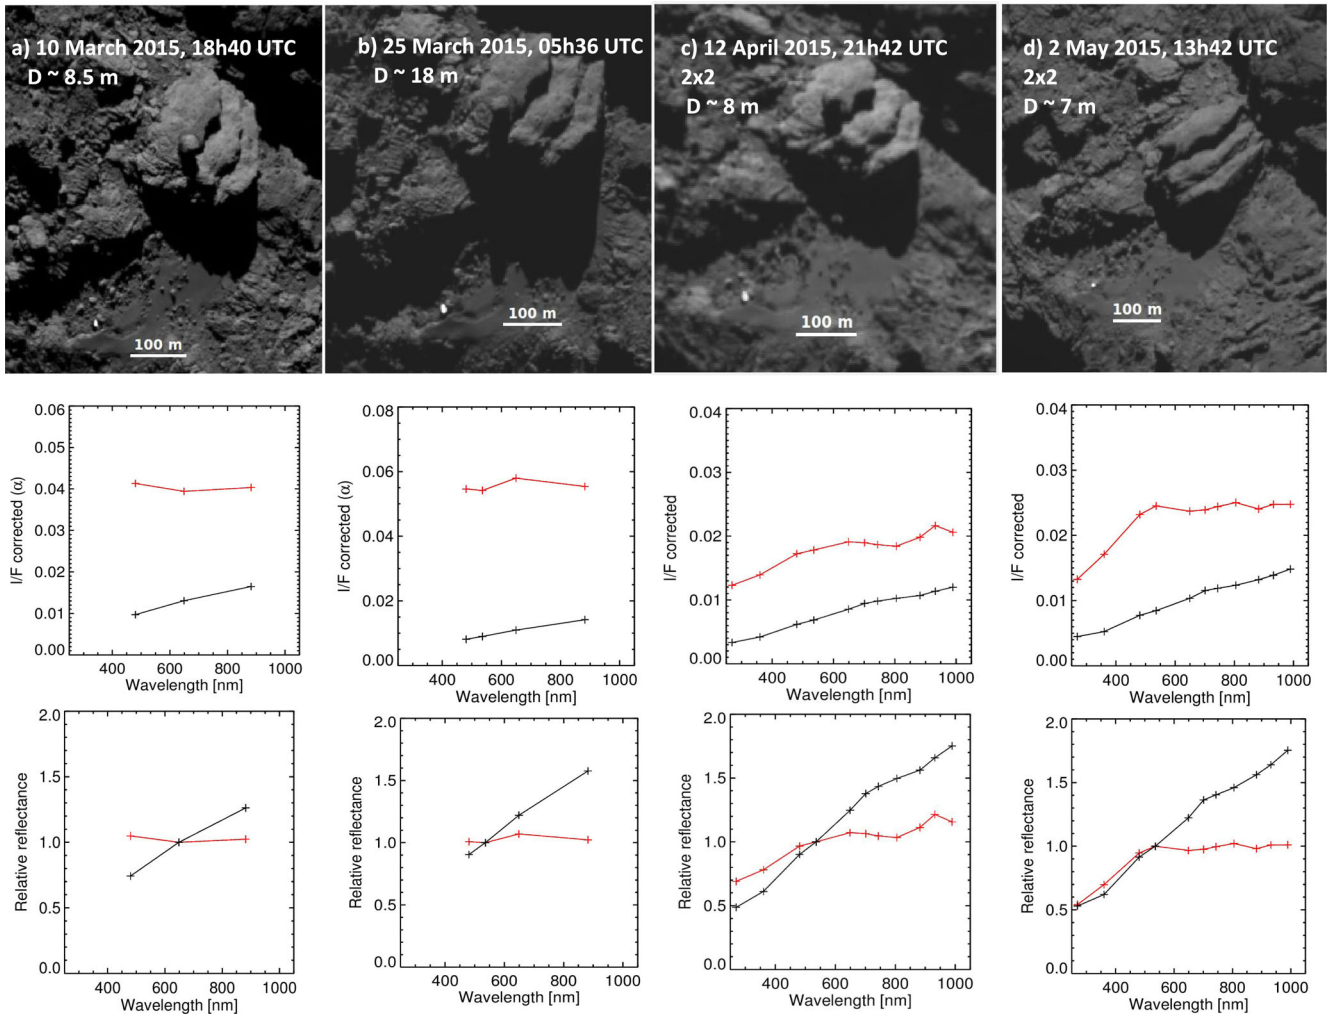 a) 10 March 2015, 18h40 UTC
D ~ 8.5 m
100 m
b) 25 March 2015, 05h36 UTC
D ~ 18 m
100 m
c) 12 April 2015, 21h42 UTC
2x2
D ~ 8 m
100 m
d) 2 May 2015, 13h42 UTC
2x2
D ~ 7 m
100 m
I/F corrected (α)
0.06
0.05
0.04
0.03
0.02
0.01
0.00
400 600 800 1000
Wavelength [nm]
I/F corrected (α)
0.08
0.06
0.04
0.02
0.00
400 600 800 1000
Wavelength [nm]
I/F corrected
0.04
0.03
0.02
0.01
0.00
400 600 800 1000
Wavelength [nm]
I/F corrected
0.04
0.03
0.02
0.01
0.00
400 600 800 1000
Wavelength [nm]
Relative reflectance
2.0
1.5
1.0
0.5
0.0
400 600 800 1000
Wavelength [nm]
Relative reflectance
2.0
1.5
1.0
0.5
0.0
400 600 800 1000
Wavelength [nm]
Relative reflectance
2.0
1.5
1.0
0.5
0.0
400 600 800 1000
Wavelength [nm]
Relative reflectance
2.0
1.5
1.0
0.5
0.0
400 600 800 1000
Wavelength [nm]